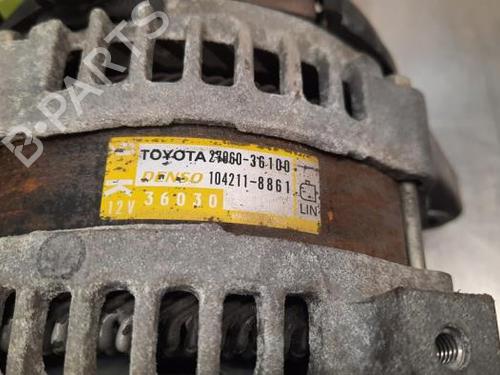 TOYOTA 27060-36100
DENSO 104211-8861
K
12V 36030
LIN
B-PARTS